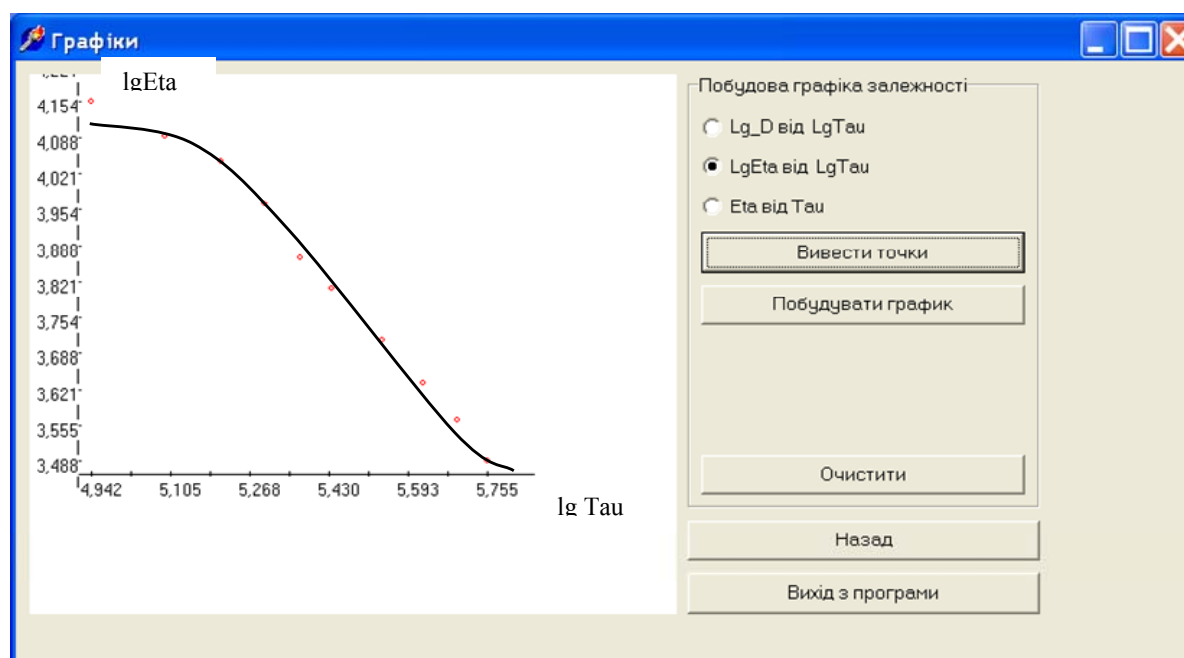 Графіки
lgEta
4,154
4,088
4,021
3,954
3,888
3,821
3,754
3,688
3,621
3,555
3,488
4,942 5,105 5,268 5,430 5,593 5,755
lg Tau
Побудова графіка залежності
Lg_D від LgTau
LgEta від LgTau
Eta від Tau
Вивести точки
Побудувати график
Очистити
Назад
Вихід з програми